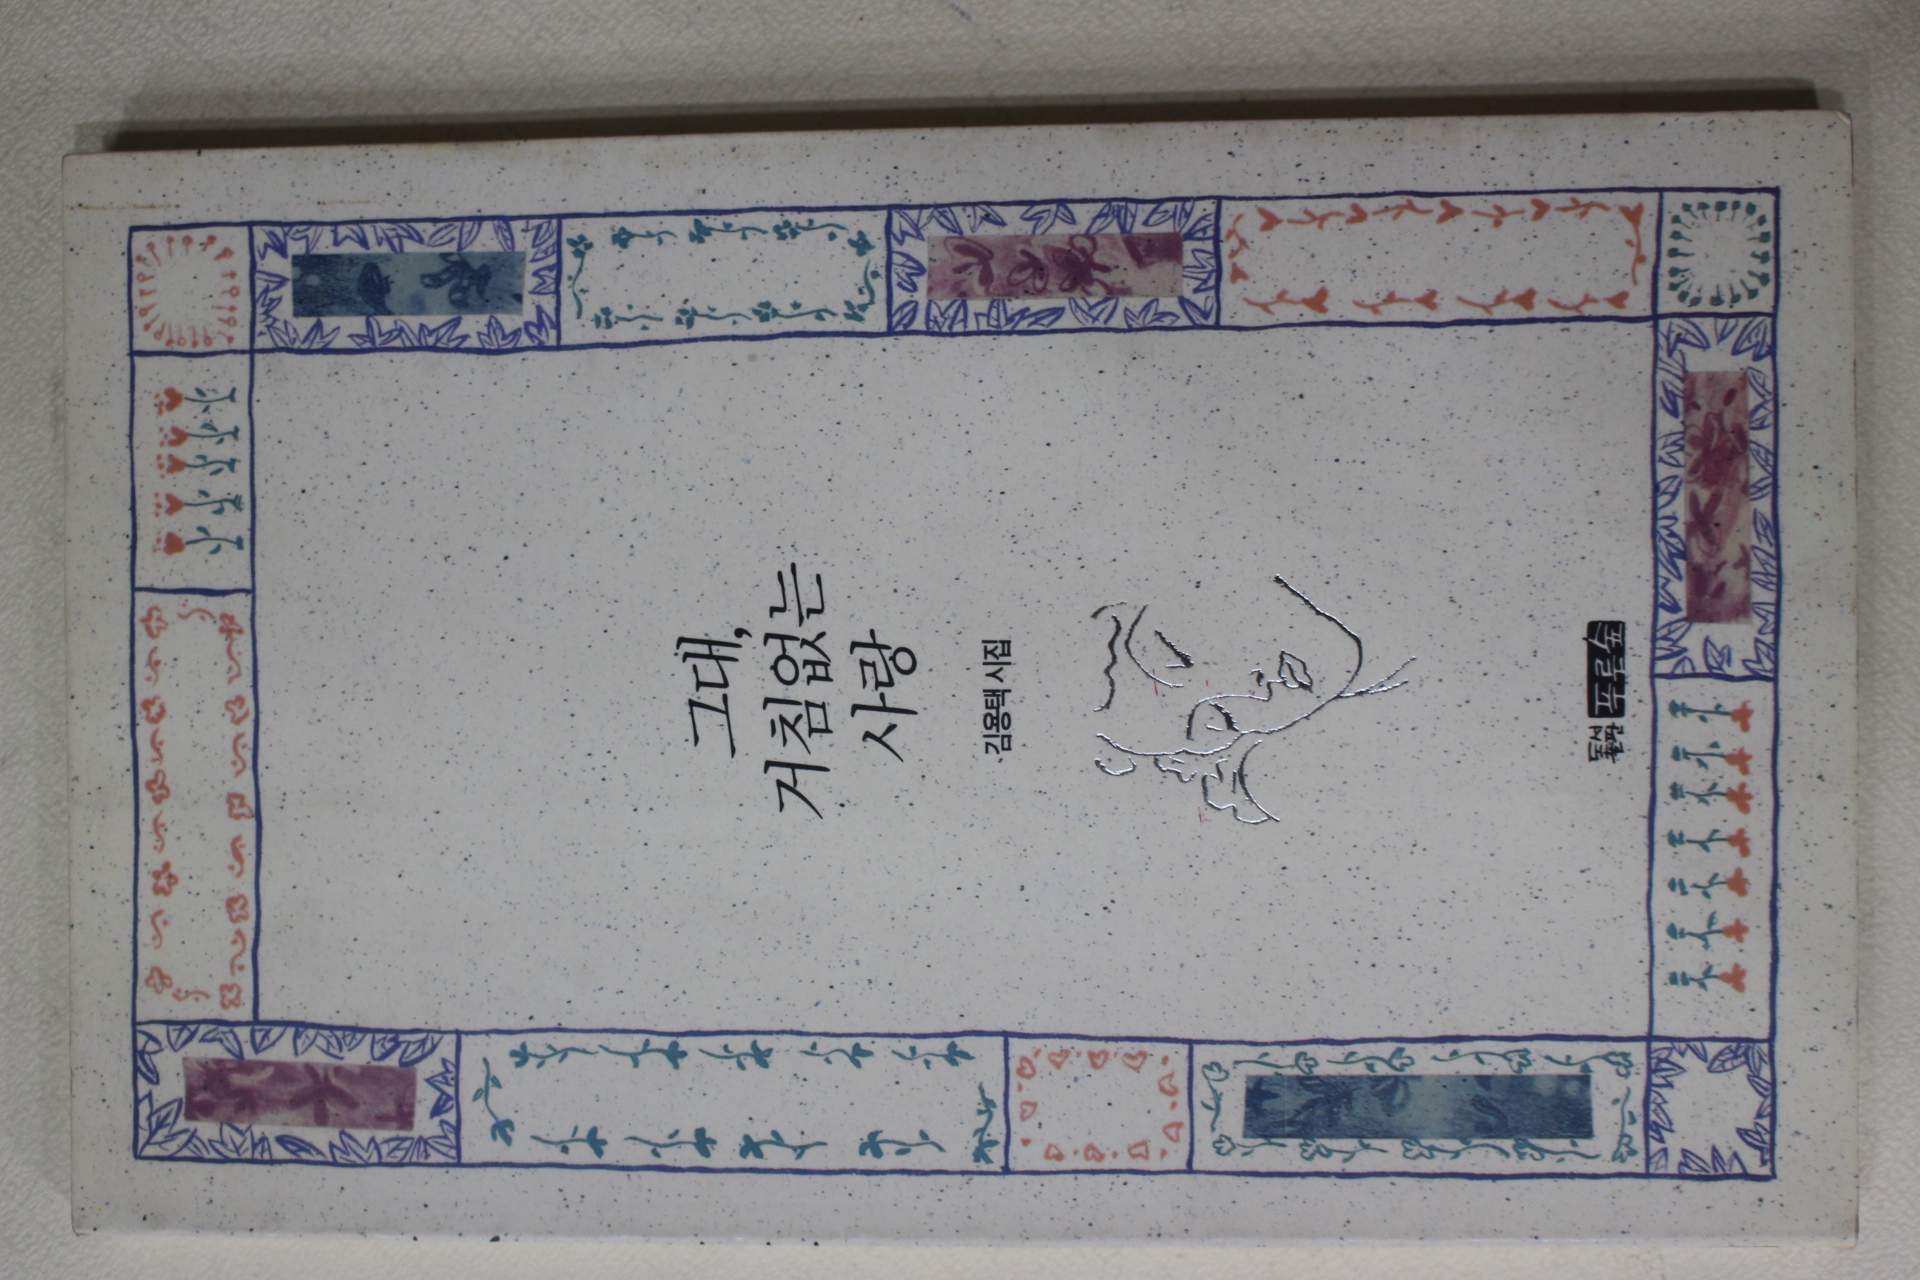 그대,
거침없는
사랑
김용택 시집
도서출판 푸른숲